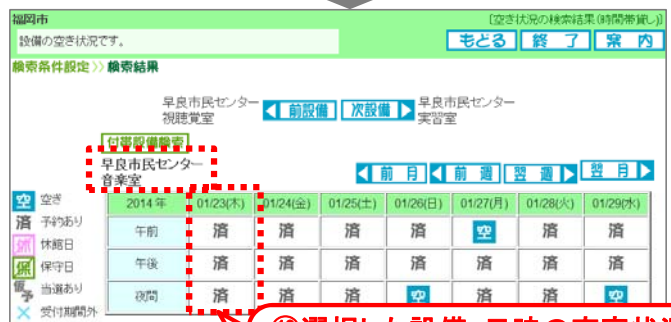 福岡市
[空き状況の検索結果(時間帯貸し)]
設備の空き状況です。
もどる 終 了 案 内
検索条件設定>> 検索結果
早良市民センター 視聴覚室
前設備 次設備
早良市民センター 実習室
付帯設備検索
早良市民センター
音楽室
前 月 前 週 翌 週 翌 月
空 空き
済 予約あり
休 休館日
保 保守日
仮予 当選あり
× 受付期間外
2014 年 01/23(木) 01/24(金) 01/25(土) 01/26(日) 01/27(月) 01/28(火) 01/29(水)
午前 済 済 済 済 空 済 済
午後 済 済 済 済 済 済 済
夜間 済 済 済 空 済 済 空